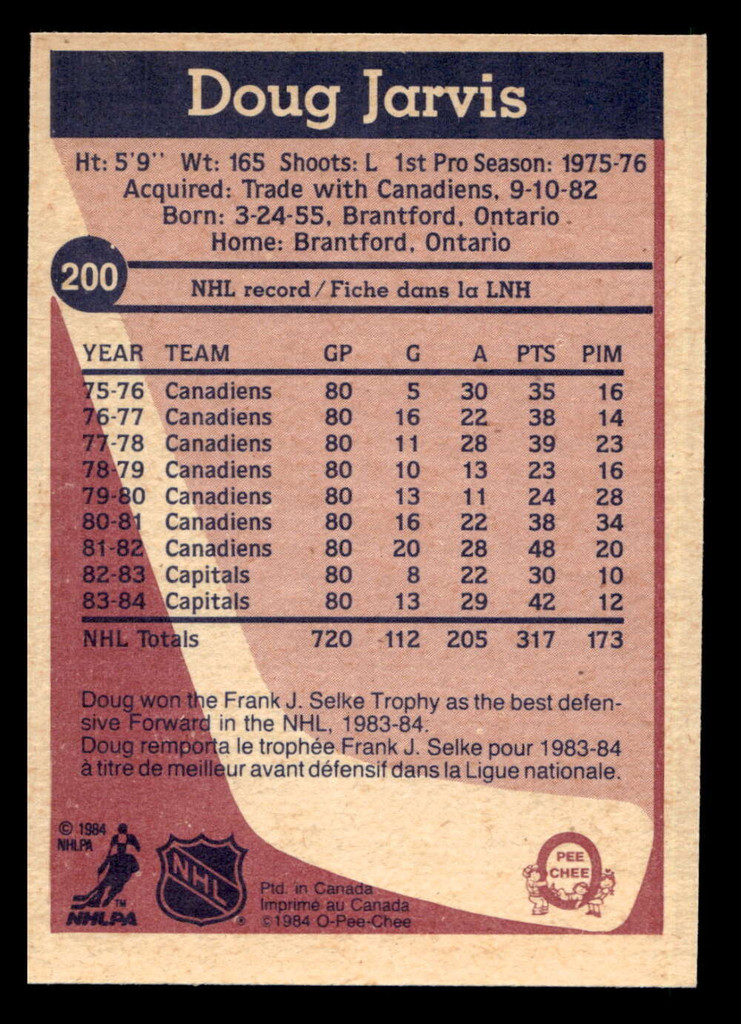 Doug Jarvis
Ht: 5'9'' Wt: 165 Shoots: L 1st Pro Season: 1975-76
Acquired: Trade with Canadiens, 9-10-82
Born: 3-24-55, Brantford, Ontario
Home: Brantford, Ontario
200
NHL record/Fiche dans la LNH
YEAR TEAM GP G A PTS PIM
75-76 Canadiens 80 5 30 35 16
76-77 Canadiens 80 16 22 38 14
77-78 Canadiens 80 11 28 39 23
78-79 Canadiens 80 10 13 23 16
79-80 Canadiens 80 13 11 24 28
80-81 Canadiens 80 16 22 38 34
81-82 Canadiens 80 20 28 48 20
82-83 Capitals 80 8 22 30 10
83-84 Capitals 80 13 29 42 12
NHL Totals 720 112 205 317 173
Doug won the Frank J. Selke Trophy as the best defen-
sive Forward in the NHL, 1983-84.
Doug remporta le trophée Frank J. Selke pour 1983-84
à titre de meilleur avant défensif dans la Ligue nationale.
© 1984
NHLPA
NHLPA TM
NHL ®
Ptd. in Canada
Imprimé au Canada
©1984 O-Pee-Chee
O
PEE
CHEE